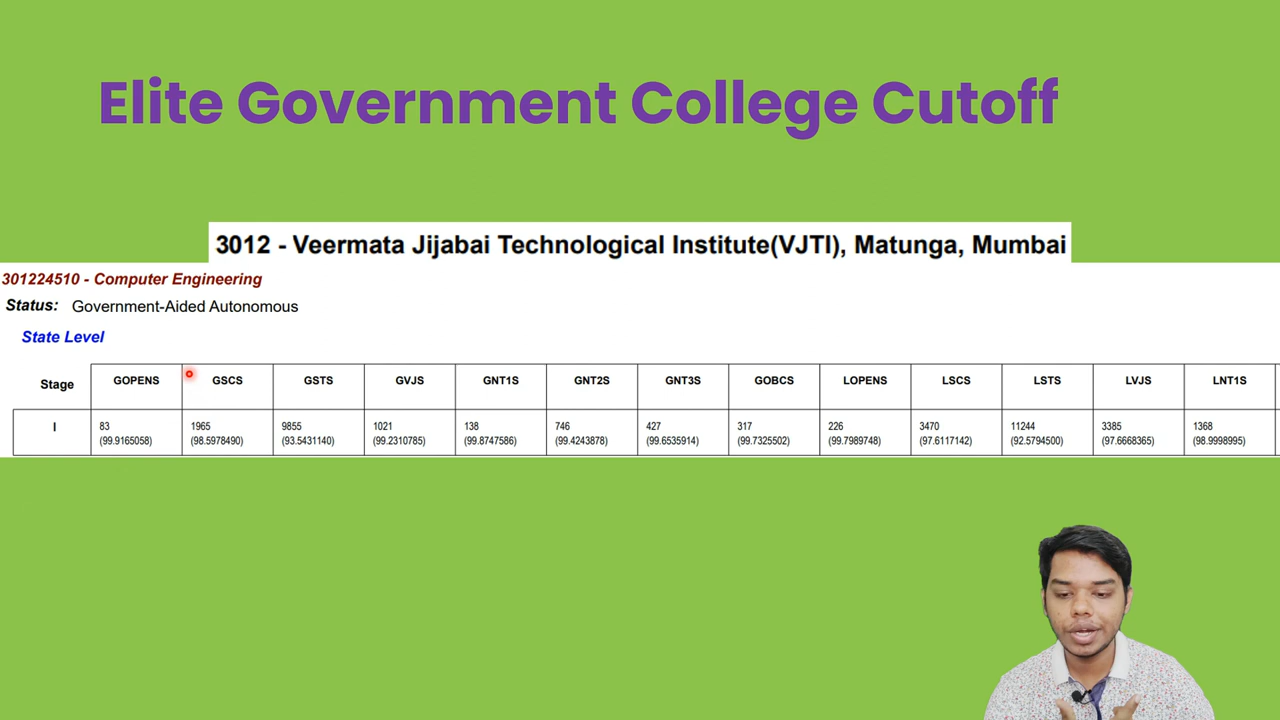 Elite Government College Cutoff
3012 - Veermata Jijabai Technological Institute(VJTI), Matunga, Mumbai
301224510 - Computer Engineering
Status: Government-Aided Autonomous
State Level
Stage GOPENS GSCS GSTS GVJS GNT1S GNT2S GNT3S GOBCS LOPENS LSCS LSTS LVJS LNT1S
I 83 1965 9855 1021 138 746 427 317 226 3470 11244 3385 1368
(99.9165058) (98.5978490) (93.5431140) (99.2310785) (99.8747586) (99.4243878) (99.6535914) (99.7325502) (99.7989748) (97.6117142) (92.5794500) (97.6668365) (98.9998995)